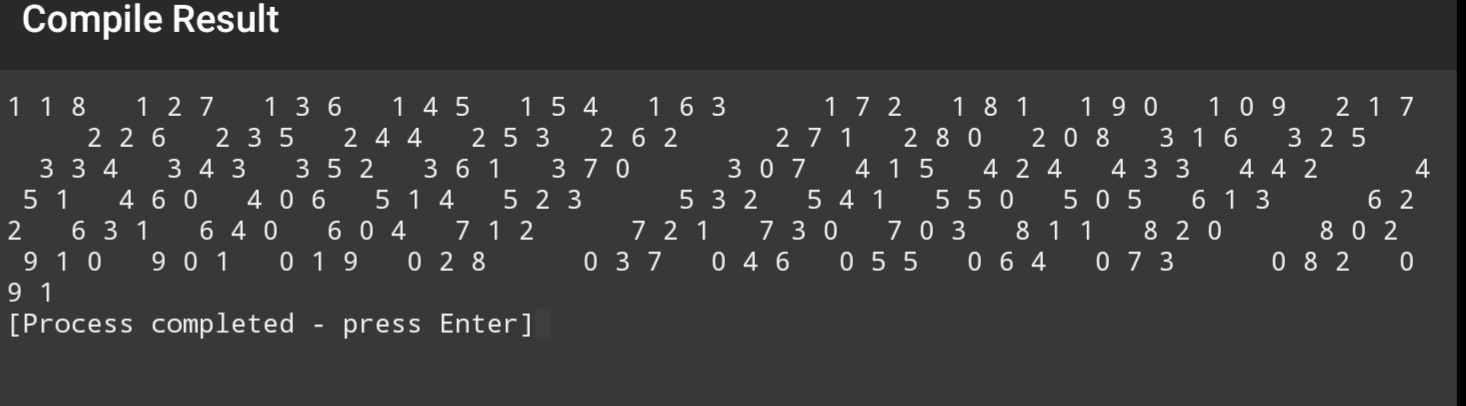 Compile Result
1 1 8   1 2 7   1 3 6   1 4 5   1 5 4   1 6 3      1 7 2   1 8 1   1 9 0   1 0 9   2 1 7
     2 2 6   2 3 5   2 4 4   2 5 3   2 6 2      2 7 1   2 8 0   2 0 8   3 1 6   3 2 5
  3 3 4   3 4 3   3 5 2   3 6 1   3 7 0      3 0 7   4 1 5   4 2 4   4 3 3   4 4 2      4
 5 1   4 6 0   4 0 6   5 1 4   5 2 3      5 3 2   5 4 1   5 5 0   5 0 5   6 1 3      6 2
2   6 3 1   6 4 0   6 0 4   7 1 2      7 2 1   7 3 0   7 0 3   8 1 1   8 2 0      8 0 2
 9 1 0   9 0 1   0 1 9   0 2 8      0 3 7   0 4 6   0 5 5   0 6 4   0 7 3      0 8 2   0
9 1
[Process completed - press Enter]